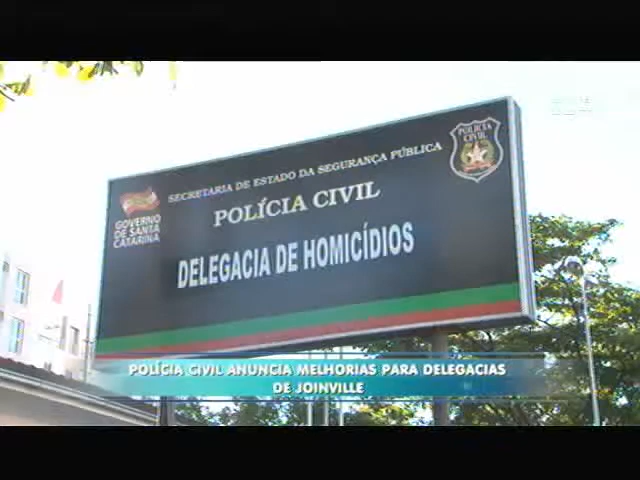 POLÍCIA
CIVIL
SECRETARIA DE ESTADO DA SEGURANÇA PÚBLICA
GOVERNO
DE SANTA
CATARINA
POLÍCIA CIVIL
DELEGACIA DE HOMICÍDIOS
POLÍCIA CIVIL ANUNCIA MELHORIAS PARA DELEGACIAS
DE JOINVILLE